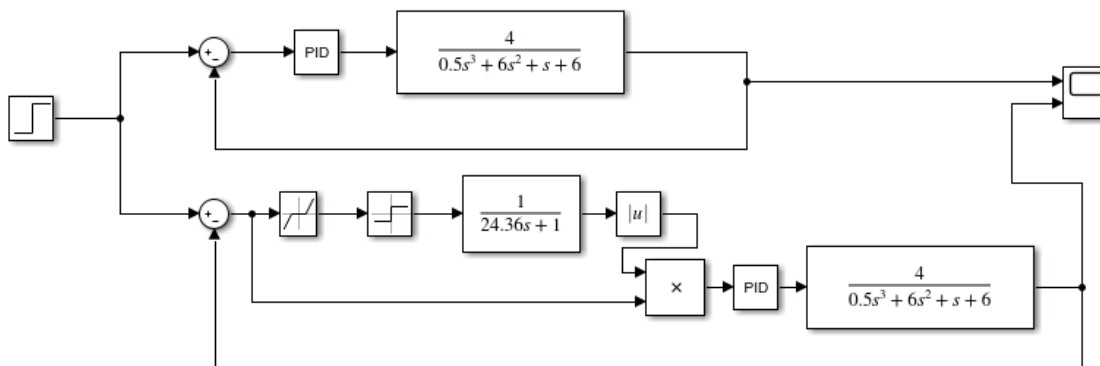 +
-
PID
4
0.5s³ + 6s² + s + 6
+
-
1
24.36s + 1
|u|
×
PID
4
0.5s³ + 6s² + s + 6